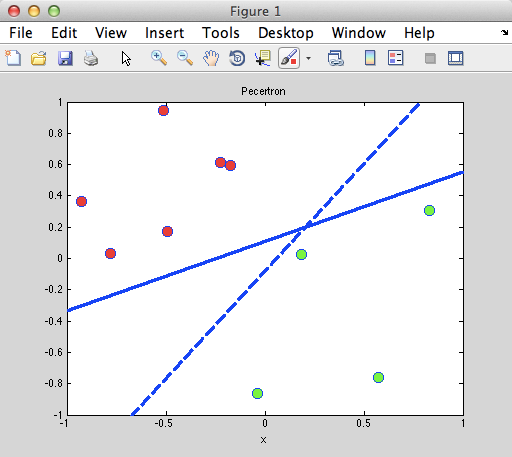 Figure 1
File Edit View Insert Tools Desktop Window Help
Pecertron
1
0.8
0.6
0.4
0.2
0
-0.2
-0.4
-0.6
-0.8
-1
-1 -0.5 0 0.5 1
x